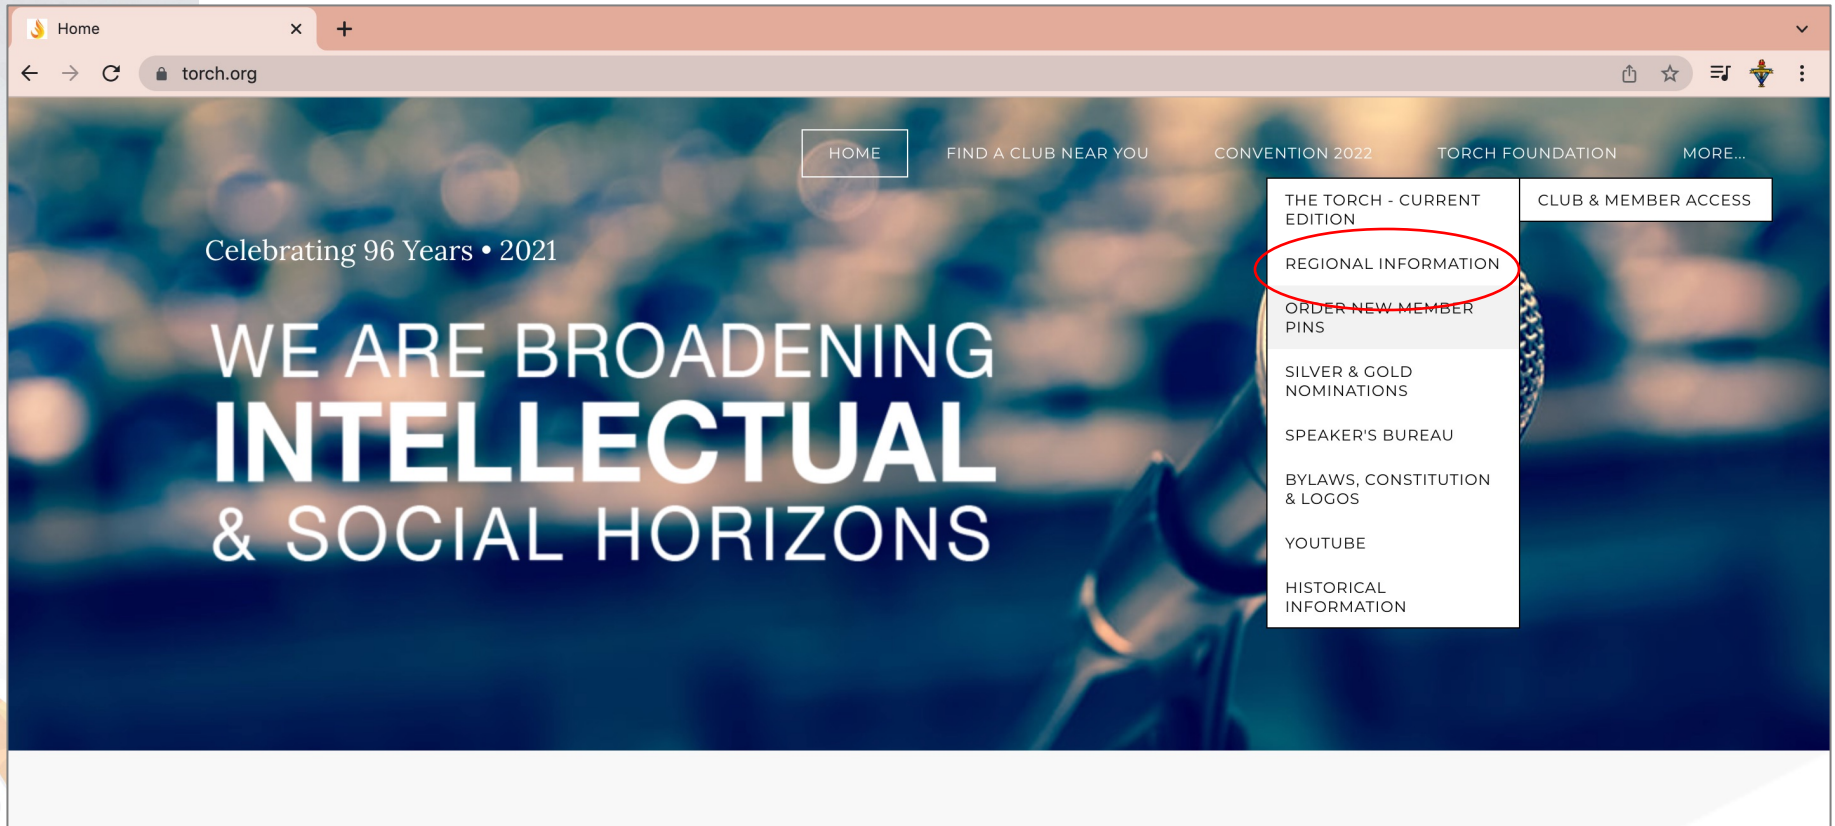 Home
torch.org
HOME FIND A CLUB NEAR YOU CONVENTION 2022 TORCH FOUNDATION MORE...
CLUB & MEMBER ACCESS
THE TORCH - CURRENT
EDITION
REGIONAL INFORMATION
ORDER NEW MEMBER
PINS
SILVER & GOLD
NOMINATIONS
SPEAKER'S BUREAU
BYLAWS, CONSTITUTION
& LOGOS
YOUTUBE
HISTORICAL
INFORMATION
Celebrating 96 Years • 2021
WE ARE BROADENING
INTELLECTUAL
& SOCIAL HORIZONS